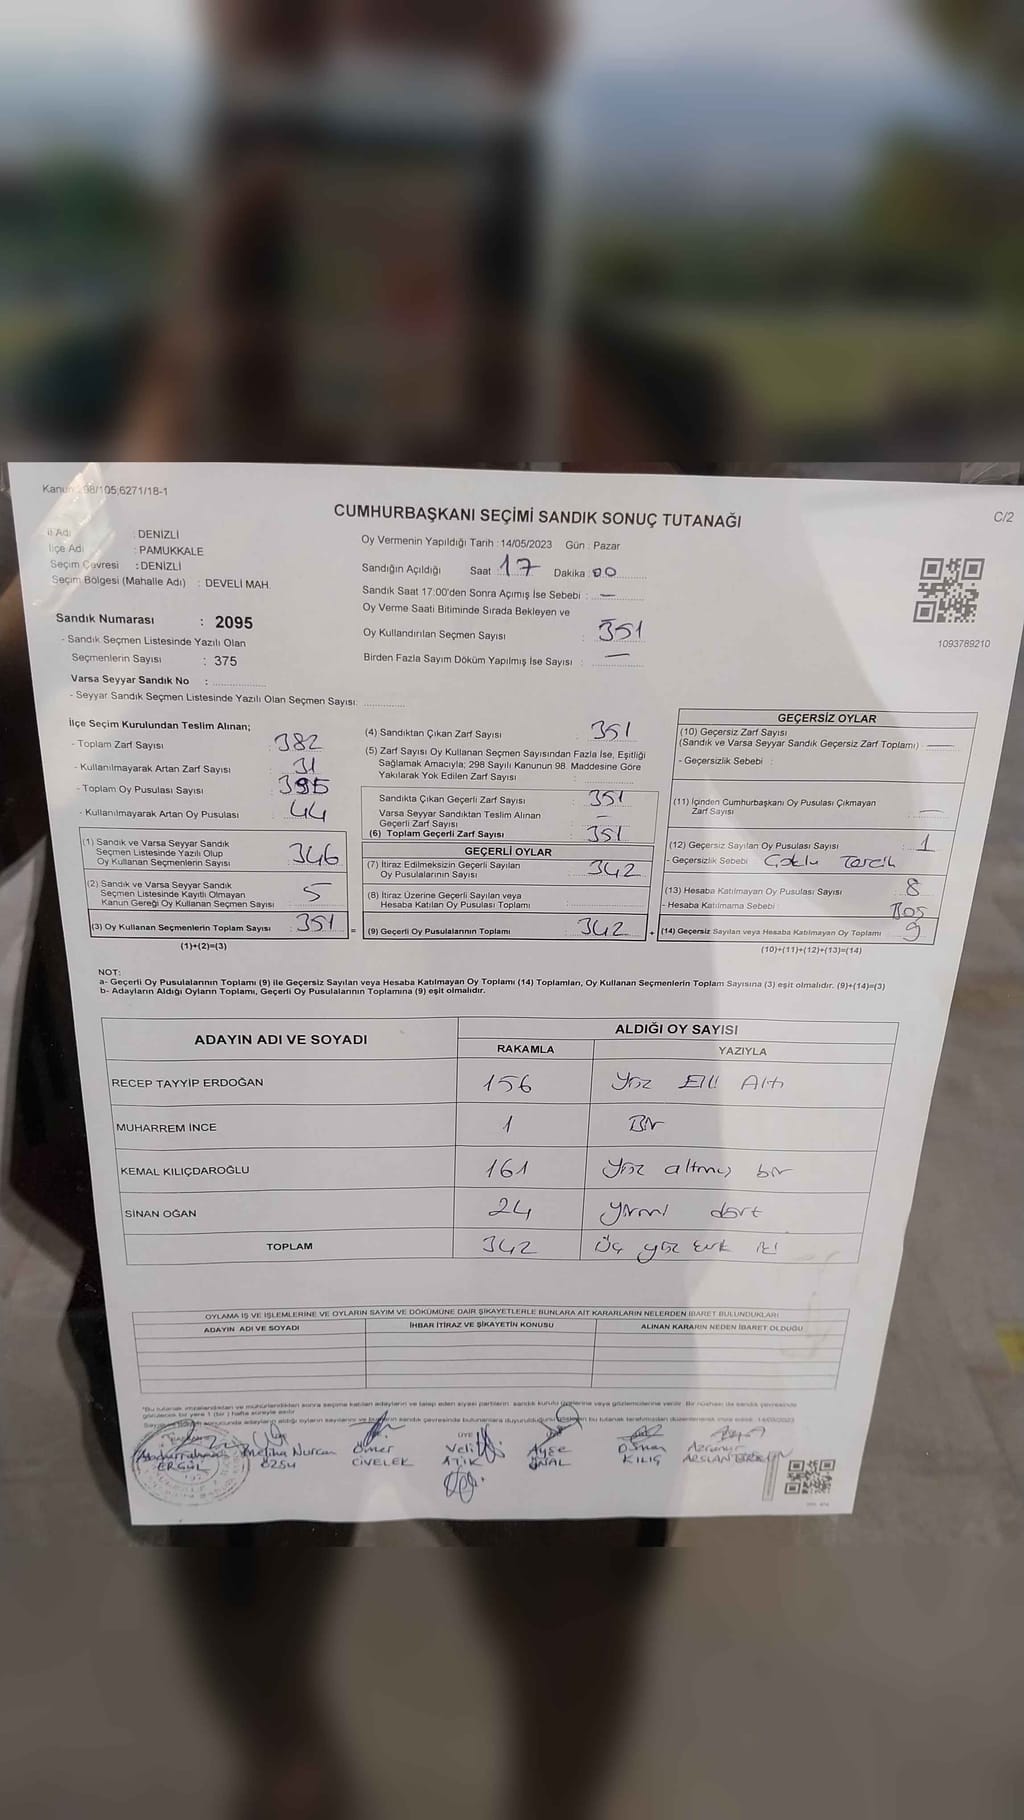 Kanun: 98/105;6271/18-1
CUMHURBAŞKANI SEÇİMİ SANDIK SONUÇ TUTANAĞI
C/2
İl Adı : DENİZLİ
İlçe Adı : PAMUKKALE
Seçim Çevresi : DENİZLİ
Seçim Bölgesi (Mahalle Adı) : DEVELİ MAH.
Sandık Numarası : 2095
- Sandık Seçmen Listesinde Yazılı Olan
Seçmenlerin Sayısı : 375
Varsa Seyyar Sandık No :
- Seyyar Sandık Seçmen Listesinde Yazılı Olan Seçmen Sayısı:
Oy Vermenin Yapıldığı Tarih : 14/05/2023 Gün : Pazar
Sandığın Açıldığı Saat 17 Dakika 00
Sandık Saat 17:00'den Sonra Açımış İse Sebebi : —
Oy Verme Saati Bitiminde Sırada Bekleyen ve
Oy Kullandırılan Seçmen Sayısı : 351
Birden Fazla Sayım Döküm Yapılmış İse Sayısı : —
1093789210
İlçe Seçim Kurulundan Teslim Alınan;
- Toplam Zarf Sayısı : 382
- Kullanılmayarak Artan Zarf Sayısı : 31
- Toplam Oy Pusulası Sayısı : 395
- Kullanılmayarak Artan Oy Pusulası : 44
(1) Sandık ve Varsa Seyyar Sandık
Seçmen Listesinde Yazılı Olup
Oy Kullanan Seçmenlerin Sayısı 346
(2) Sandık ve Varsa Seyyar Sandık
Seçmen Listesinde Kayıtlı Olmayan
Kanun Gereği Oy Kullanan Seçmen Sayısı 5
(3) Oy Kullanan Seçmenlerin Toplam Sayısı 351 =
(1)+(2)=(3)
(4) Sandıktan Çıkan Zarf Sayısı : 351
(5) Zarf Sayısı Oy Kullanan Seçmen Sayısından Fazla İse, Eşitliği
Sağlamak Amacıyla; 298 Sayılı Kanunun 98. Maddesine Göre
Yakılarak Yok Edilen Zarf Sayısı :
Sandıkta Çıkan Geçerli Zarf Sayısı : 351
Varsa Seyyar Sandıktan Teslim Alınan
Geçerli Zarf Sayısı : —
(6) Toplam Geçerli Zarf Sayısı : 351
GEÇERLİ OYLAR
(7) İtiraz Edilmeksizin Geçerli Sayılan
Oy Pusulalarının Sayısı : 342
(8) İtiraz Üzerine Geçerli Sayılan veya
Hesaba Katılan Oy Pusulası Toplamı :
(9) Geçerli Oy Pusulalarının Toplamı : 342 +
GEÇERSİZ OYLAR
(10) Geçersiz Zarf Sayısı
(Sandık ve Varsa Seyyar Sandık Geçersiz Zarf Toplamı) : —
- Geçersizlik Sebebi :
(11) İçinden Cumhurbaşkanı Oy Pusulası Çıkmayan
Zarf Sayısı : —
(12) Geçersiz Sayılan Oy Pusulası Sayısı : 1
- Geçersizlik Sebebi : Çoklu Tercih
(13) Hesaba Katılmayan Oy Pusulası Sayısı : 8
- Hesaba Katılmama Sebebi : Boş
(14) Geçersiz Sayılan veya Hesaba Katılmayan Oy Toplamı 9
(10)+(11)+(12)+(13)=(14)
NOT:
a- Geçerli Oy Pusulalarının Toplamı (9) ile Geçersiz Sayılan veya Hesaba Katılmayan Oy Toplamı (14) Toplamları, Oy Kullanan Seçmenlerin Toplam Sayısına (3) eşit olmalıdır. (9)+(14)=(3)
b- Adayların Aldığı Oyların Toplamı, Geçerli Oy Pusulalarının Toplamına (9) eşit olmalıdır.
ADAYIN ADI VE SOYADI ALDIĞI OY SAYISI
RAKAMLA YAZIYLA
RECEP TAYYİP ERDOĞAN 156 Yüz Elli Altı
MUHARREM İNCE 1 Bir
KEMAL KILIÇDAROĞLU 161 Yüz altmış bir
SİNAN OĞAN 24 Yirmi dört
TOPLAM 342 Üç yüz kırk iki
OYLAMA İŞ VE İŞLEMLERİNE VE OYLARIN SAYIM VE DÖKÜMÜNE DAİR ŞİKAYETLERLE BUNLARA AİT KARARLARIN NELERDEN İBARET BULUNDUKLARI
ADAYIN ADI VE SOYADI İHBAR İTİRAZ VE ŞİKAYETİN KONUSU ALINAN KARARIN NEDEN İBARET OLDUĞU
ÜYE
Meliha Nurcan Ömer Veli Ayşe Osman Aznur
ERGÜL ÖZSU CİVELEK ATİK ÜNAL KILIÇ